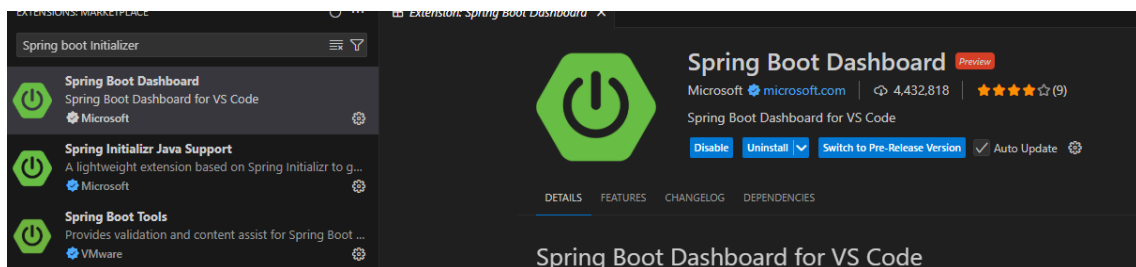 EXTENSIONS: MARKETPLACE
Spring boot Initializer
Spring Boot Dashboard
Spring Boot Dashboard for VS Code
Microsoft
Spring Initializr Java Support
A lightweight extension based on Spring Initializr to g...
Microsoft
Spring Boot Tools
Provides validation and content assist for Spring Boot ...
VMware
Extension: Spring Boot Dashboard
Spring Boot Dashboard Preview
Microsoft microsoft.com 4,432,818 (9)
Spring Boot Dashboard for VS Code
Disable Uninstall Switch to Pre-Release Version Auto Update
DETAILS FEATURES CHANGELOG DEPENDENCIES
Spring Boot Dashboard for VS Code